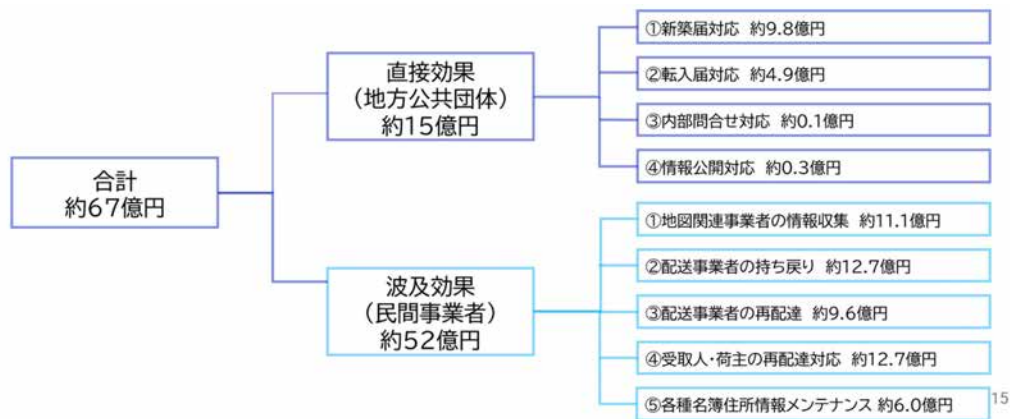 合計
約67億円
直接効果
(地方公共団体)
約15億円
①新築届対応 約9.8億円
②転入届対応 約4.9億円
③内部問合せ対応 約0.1億円
④情報公開対応 約0.3億円
波及効果
(民間事業者)
約52億円
①地図関連事業者の情報収集 約11.1億円
②配送事業者の持ち戻り 約12.7億円
③配送事業者の再配達 約9.6億円
④受取人・荷主の再配達対応 約12.7億円
⑤各種名簿住所情報メンテナンス 約6.0億円
15